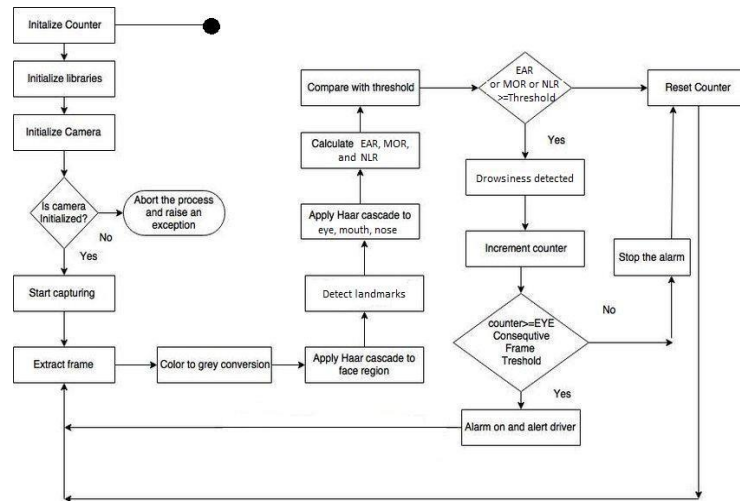 Initalize Counter
Initialize libraries
Initialize Camera
Is camera
Initialized?
No
Abort the process
and raise an
exception
Yes
Start capturing
Extract frame
Color to grey conversion
Apply Haar cascade to
face region
Detect landmarks
Apply Haar cascade to
eye, mouth, nose
Calculate EAR, MOR,
and NLR
Compare with threshold
EAR
or MOR or NLR
>=Threshold
Yes
Drowsiness detected
Increment counter
counter>=EYE
Consequtive
Frame
Treshold
No
Stop the alarm
Reset Counter
Yes
Alarm on and alert driver